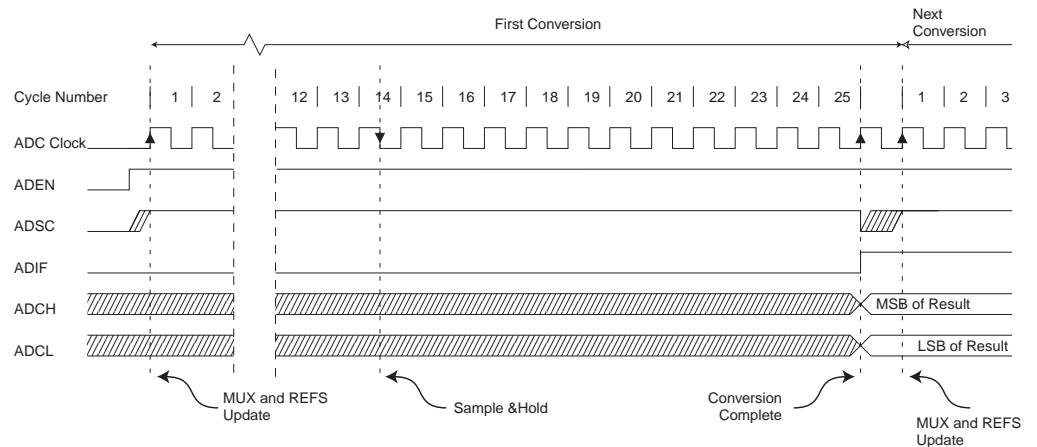 First Conversion
Next
Conversion
Cycle Number 1 2 12 13 14 15 16 17 18 19 20 21 22 23 24 25 1 2 3
ADC Clock
ADEN
ADSC
ADIF
ADCH MSB of Result
ADCL LSB of Result
MUX and REFS
Update
Sample &Hold
Conversion
Complete
MUX and REFS
Update